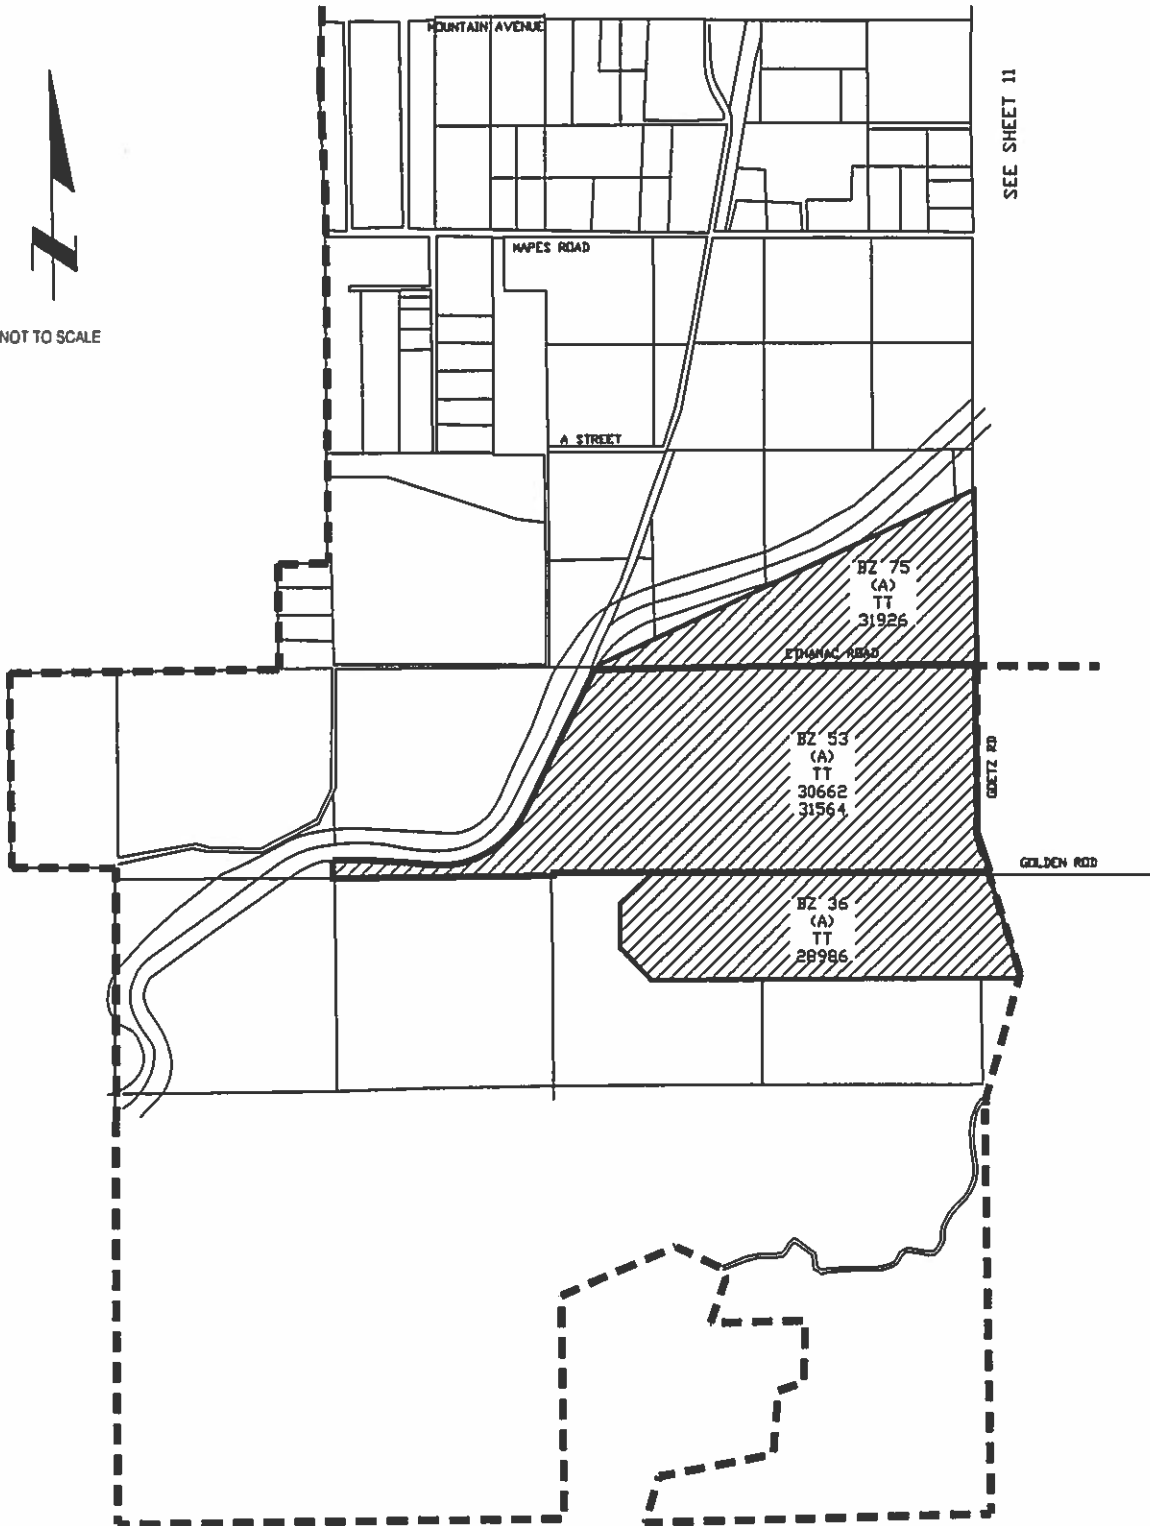 MOUNTAIN AVENUE
SEE SHEET 11
N
MAPES ROAD
NOT TO SCALE
A STREET
BZ 75
(A)
TT
31926
ETHANAC ROAD
BZ 53
(A)
TT
30662
31564
GOETZ RD
GOLDEN ROD
BZ 36
(A)
TT
28986